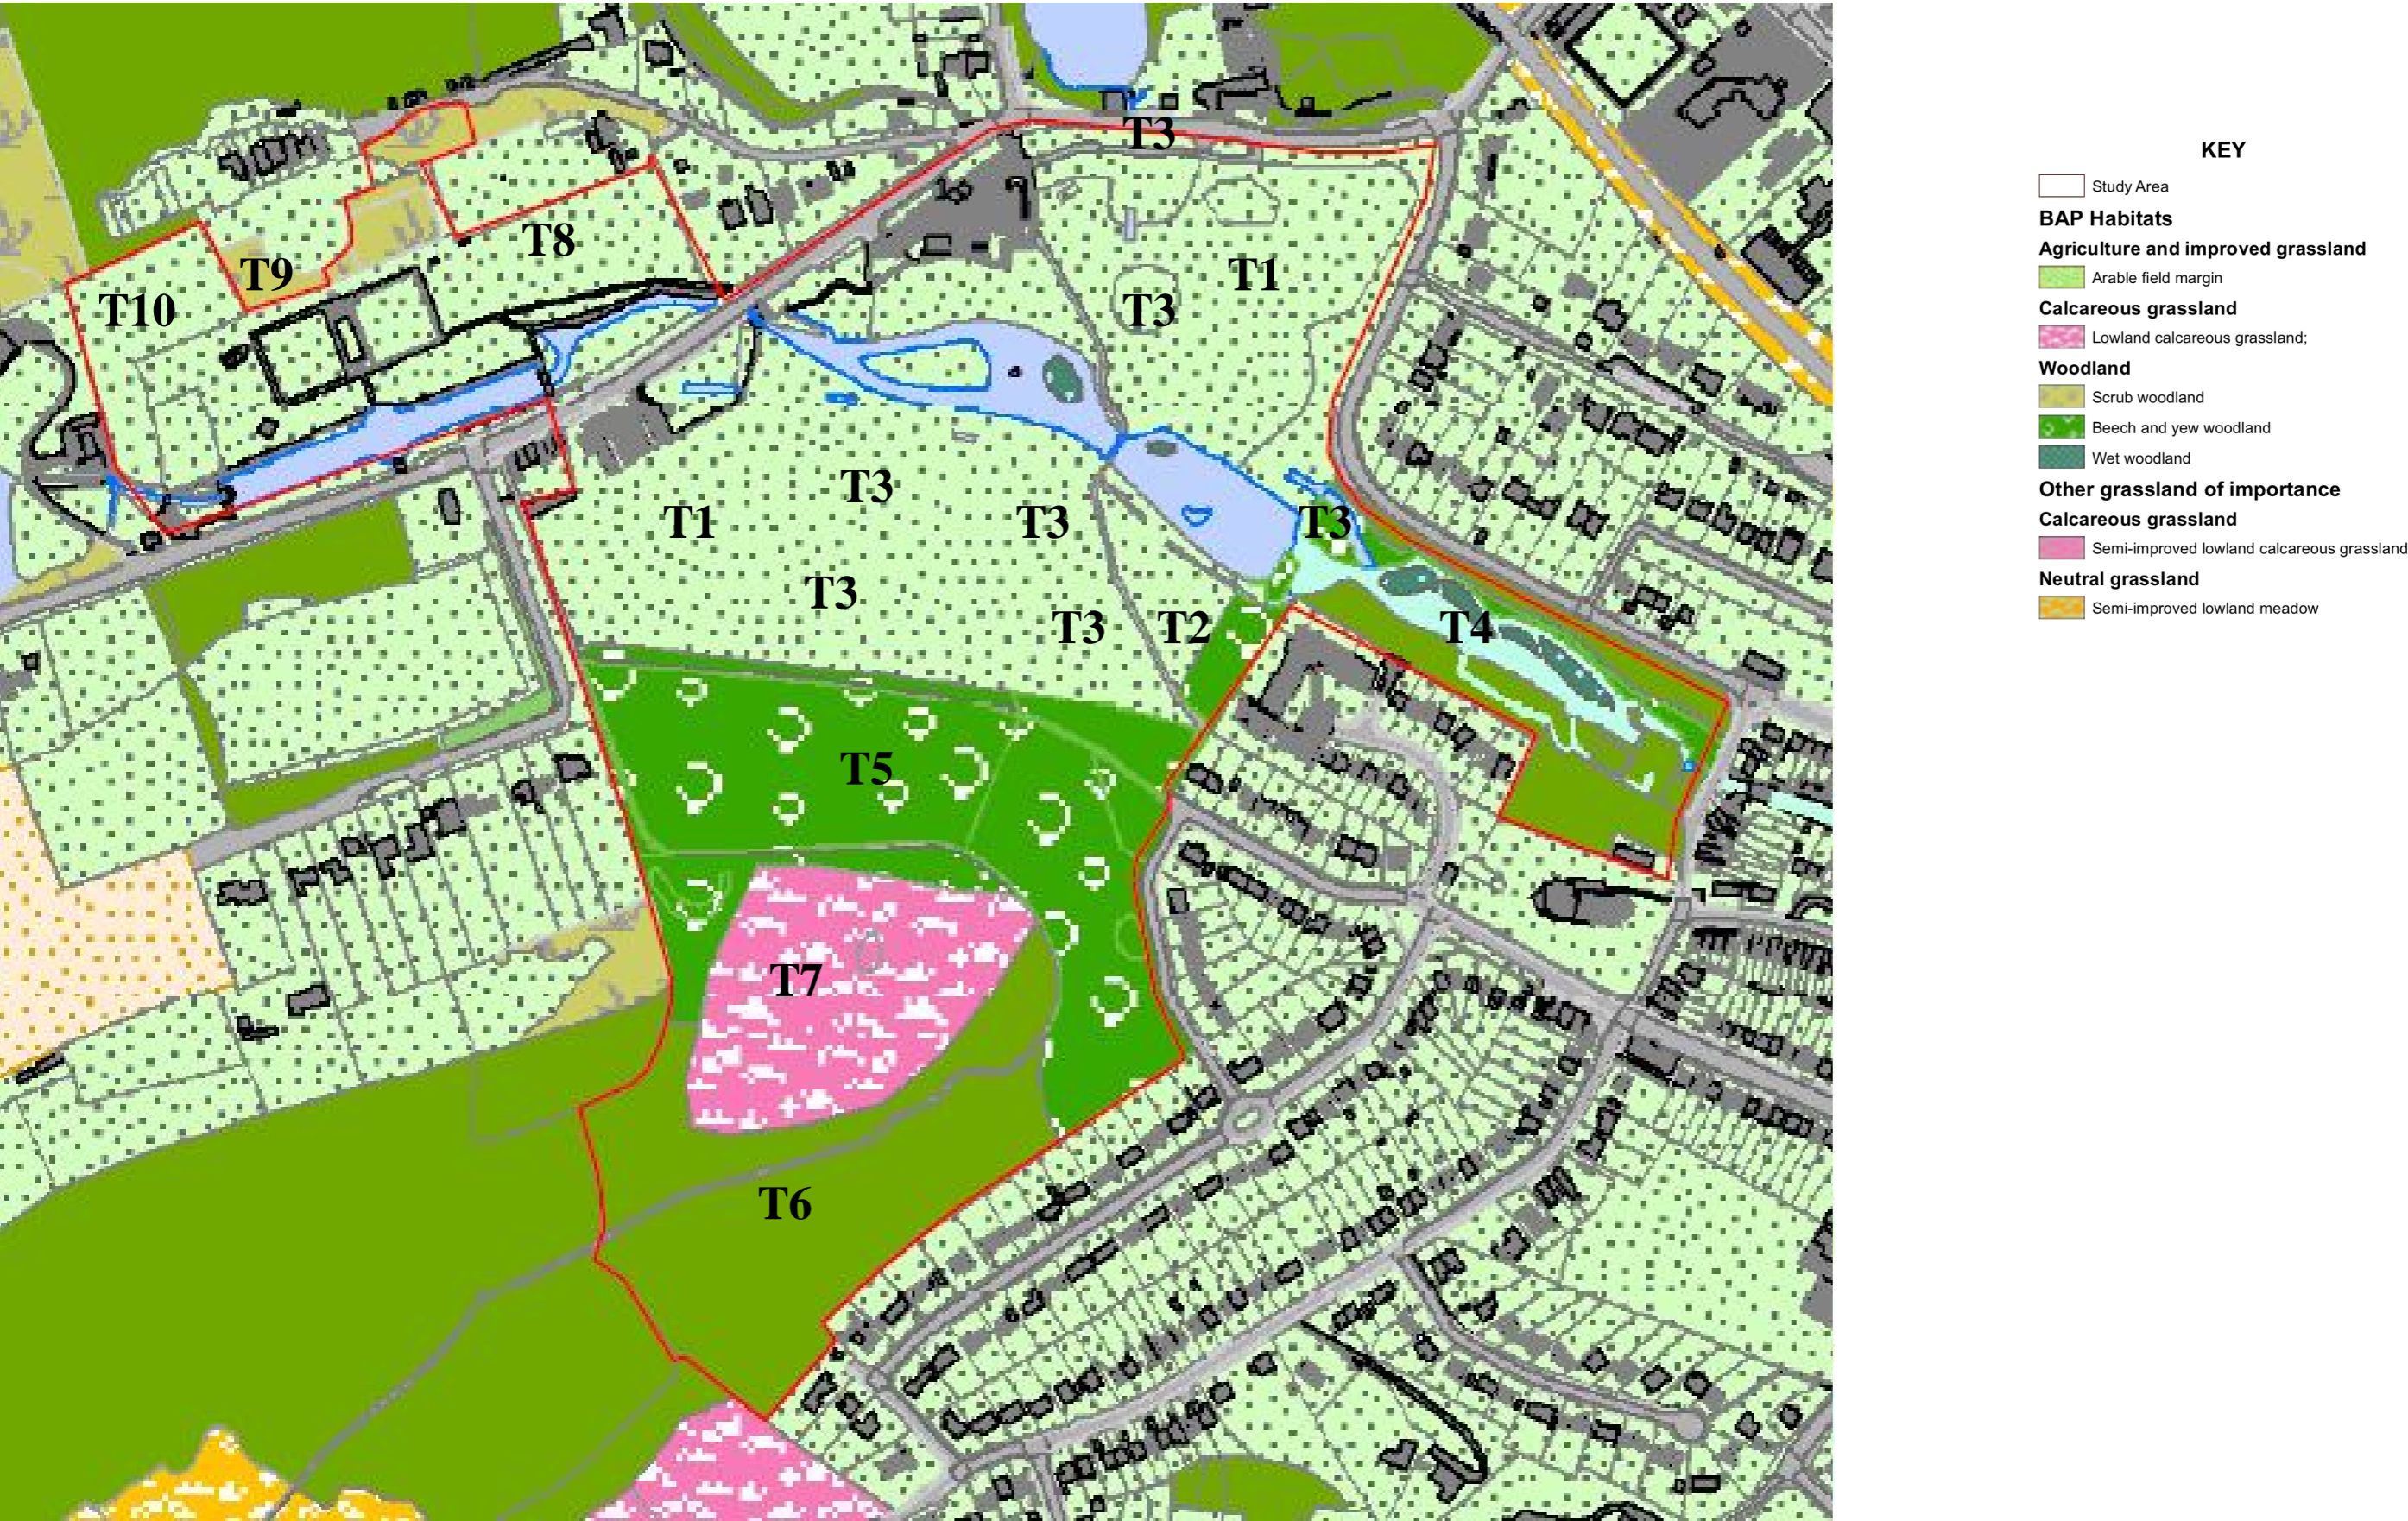 T3
T8
T9
T1
T10
T3
T3
T1
T3
T3
T3
T3
T2
T4
T5
T7
T6
KEY
Study Area
BAP Habitats
Agriculture and improved grassland
Arable field margin
Calcareous grassland
Lowland calcareous grassland;
Woodland
Scrub woodland
Beech and yew woodland
Wet woodland
Other grassland of importance
Calcareous grassland
Semi-improved lowland calcareous grassland
Neutral grassland
Semi-improved lowland meadow